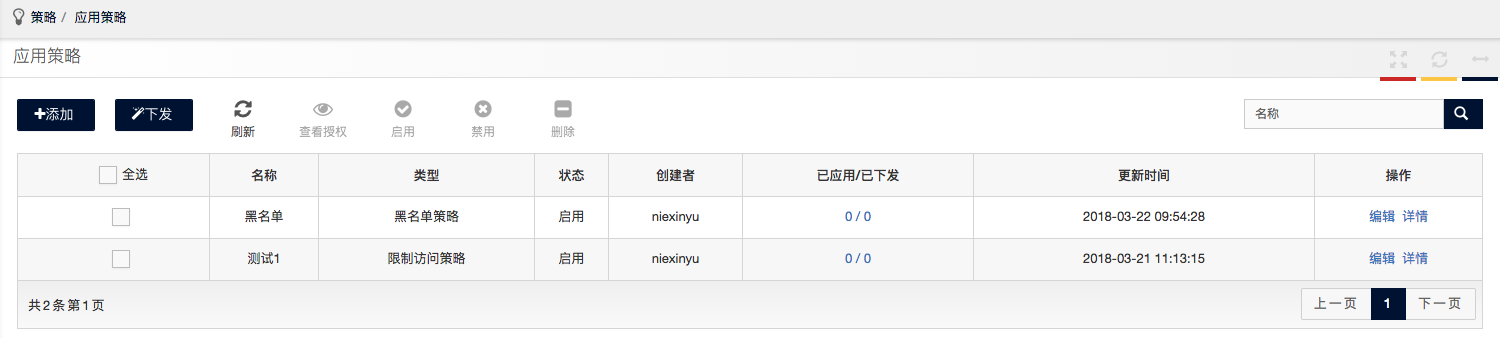 策略 / 应用策略
应用策略
添加 下发 刷新 查看授权 启用 禁用 删除 名称
全选 名称 类型 状态 创建者 已应用/已下发 更新时间 操作
黑名单 黑名单策略 启用 niexinyu 0 / 0 2018-03-22 09:54:28 编辑 详情
测试1 限制访问策略 启用 niexinyu 0 / 0 2018-03-21 11:13:15 编辑 详情
共2条第1页 上一页 1 下一页